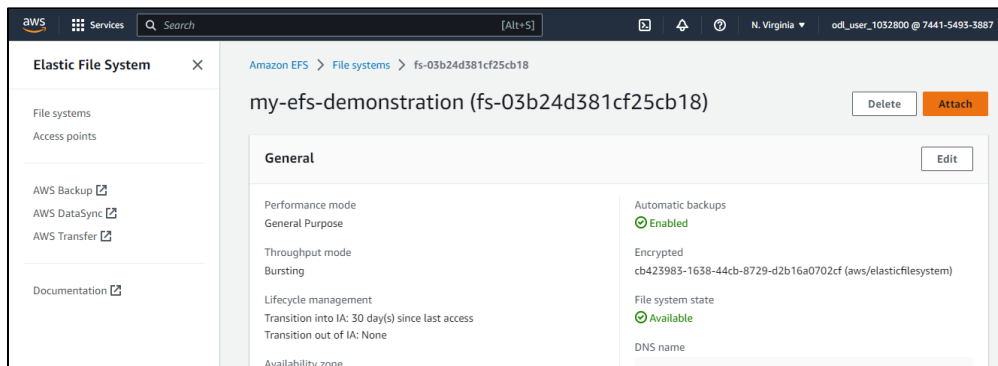 aws Services Search [Alt+S] N. Virginia odl_user_1032800 @ 7441-5493-3887
Elastic File System
File systems
Access points
AWS Backup
AWS DataSync
AWS Transfer
Documentation
Amazon EFS File systems fs-03b24d381cf25cb18
my-efs-demonstration (fs-03b24d381cf25cb18)
Delete Attach
General
Edit
Performance mode
General Purpose
Throughput mode
Bursting
Lifecycle management
Transition into IA: 30 day(s) since last access
Transition out of IA: None
Availability zone
Automatic backups
Enabled
Encrypted
cb423983-1638-44cb-8729-d2b16a0702cf (aws/elasticfilesystem)
File system state
Available
DNS name